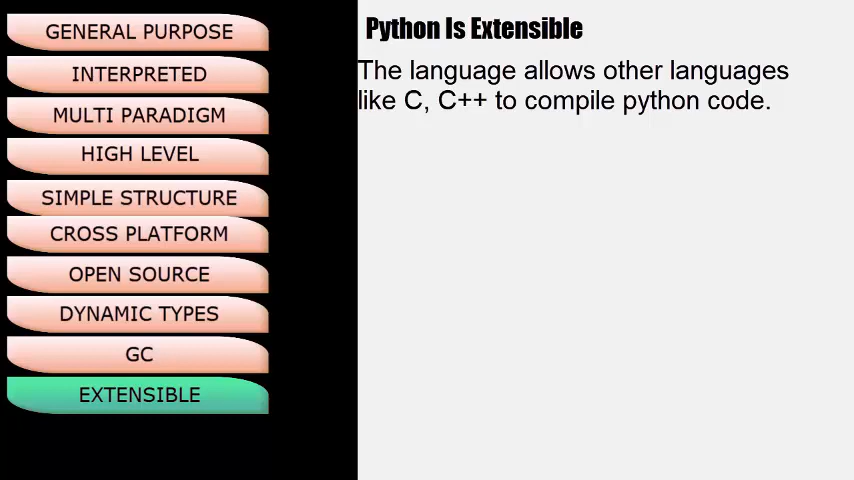 GENERAL PURPOSE
INTERPRETED
MULTI PARADIGM
HIGH LEVEL
SIMPLE STRUCTURE
CROSS PLATFORM
OPEN SOURCE
DYNAMIC TYPES
GC
EXTENSIBLE
Python Is Extensible
The language allows other languages
like C, C++ to compile python code.